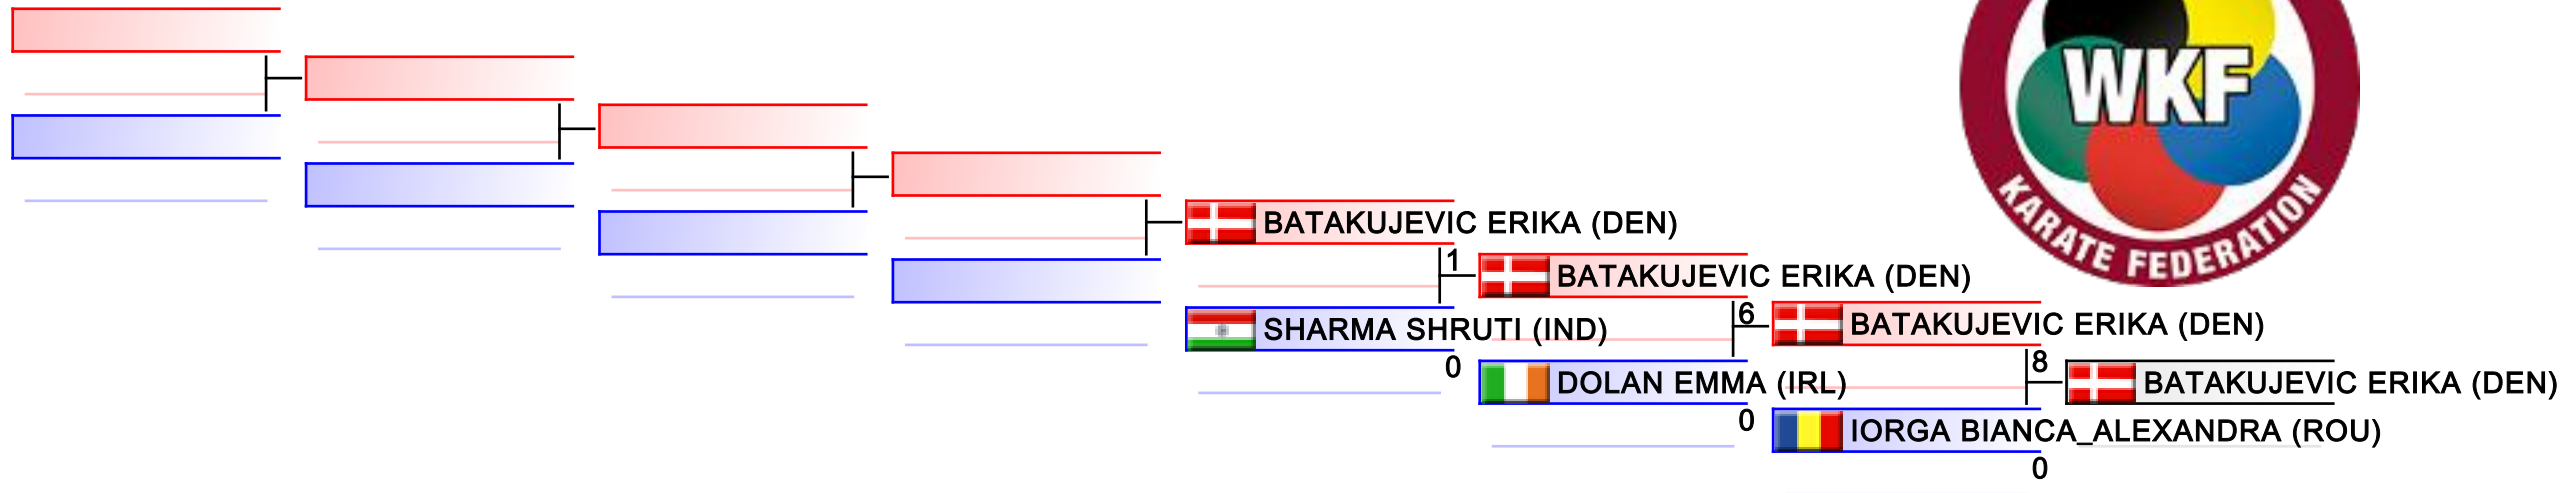 WKF
KARATE FEDERATION
BATAKUJEVIC ERIKA (DEN)
1
BATAKUJEVIC ERIKA (DEN)
SHARMA SHRUTI (IND)
0
6
BATAKUJEVIC ERIKA (DEN)
DOLAN EMMA (IRL)
0
8
BATAKUJEVIC ERIKA (DEN)
IORGA BIANCA_ALEXANDRA (ROU)
0